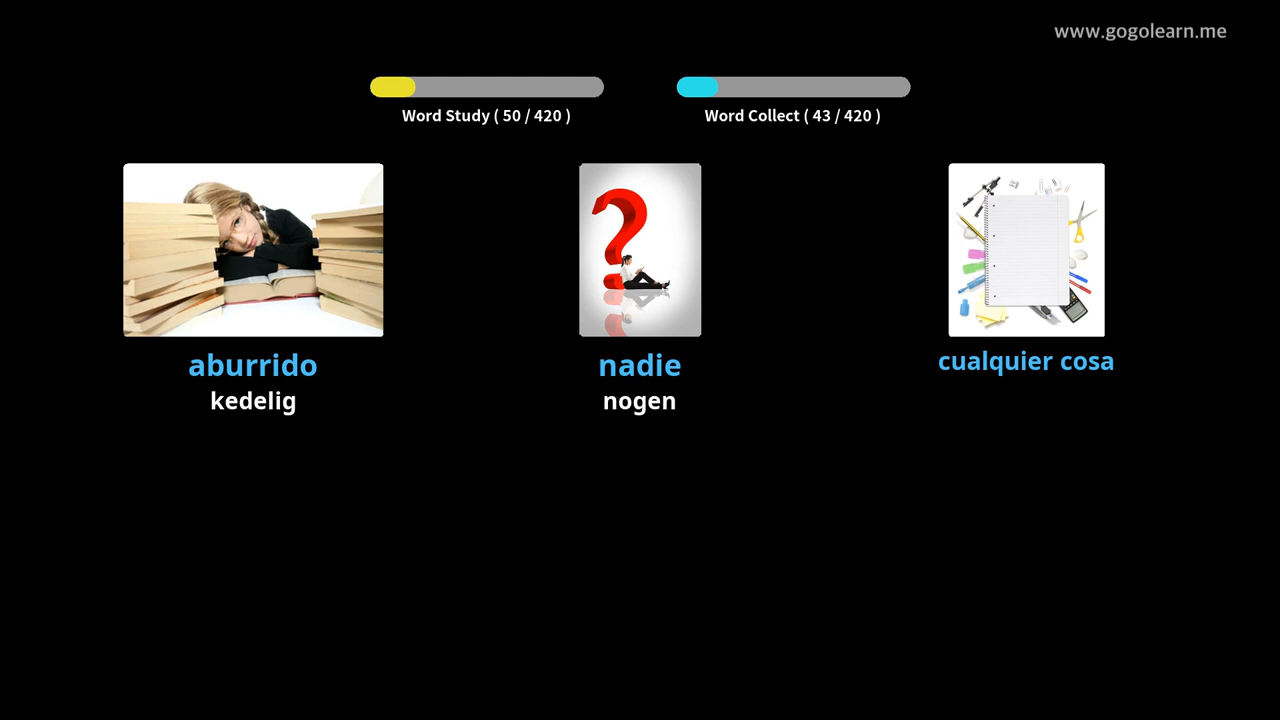 www.gogolearn.me
Word Study ( 50 / 420 )
Word Collect ( 43 / 420 )
aburrido
kedelig
nadie
nogen
cualquier cosa